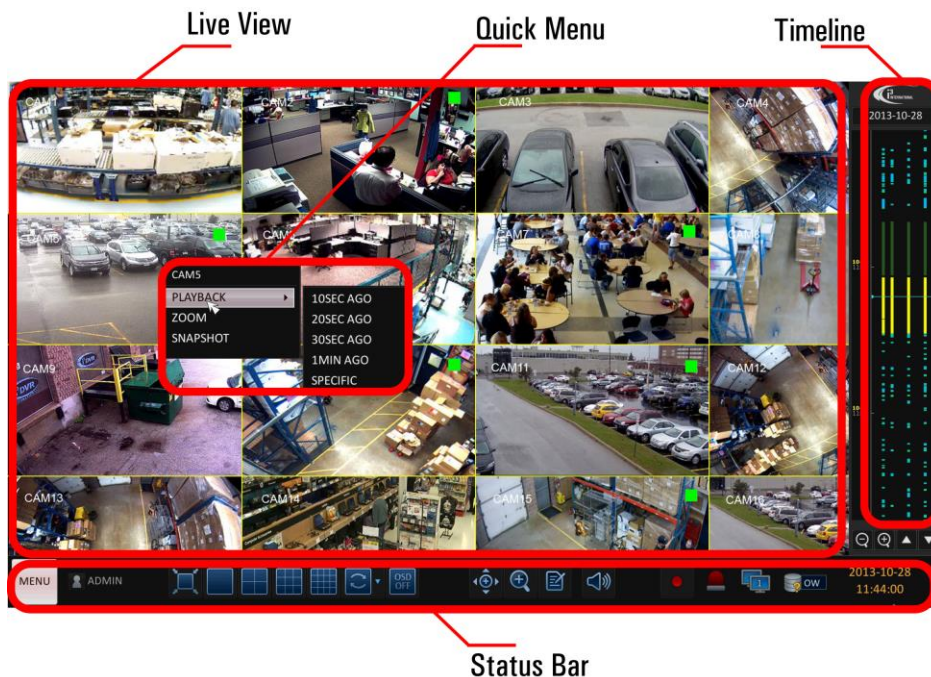 Live View
Quick Menu
Timeline
CAM1
CAM2
CAM3
CAM4
2013-10-28
CAM7
CAM5
PLAYBACK
ZOOM
SNAPSHOT
10SEC AGO
20SEC AGO
30SEC AGO
1MIN AGO
SPECIFIC
CAM9
CAM11
CAM12
CAM13
CAM14
CAM15
CAM16
MENU
ADMIN
OSD
OFF
1
OW
2013-10-28
11:44:00
Status Bar